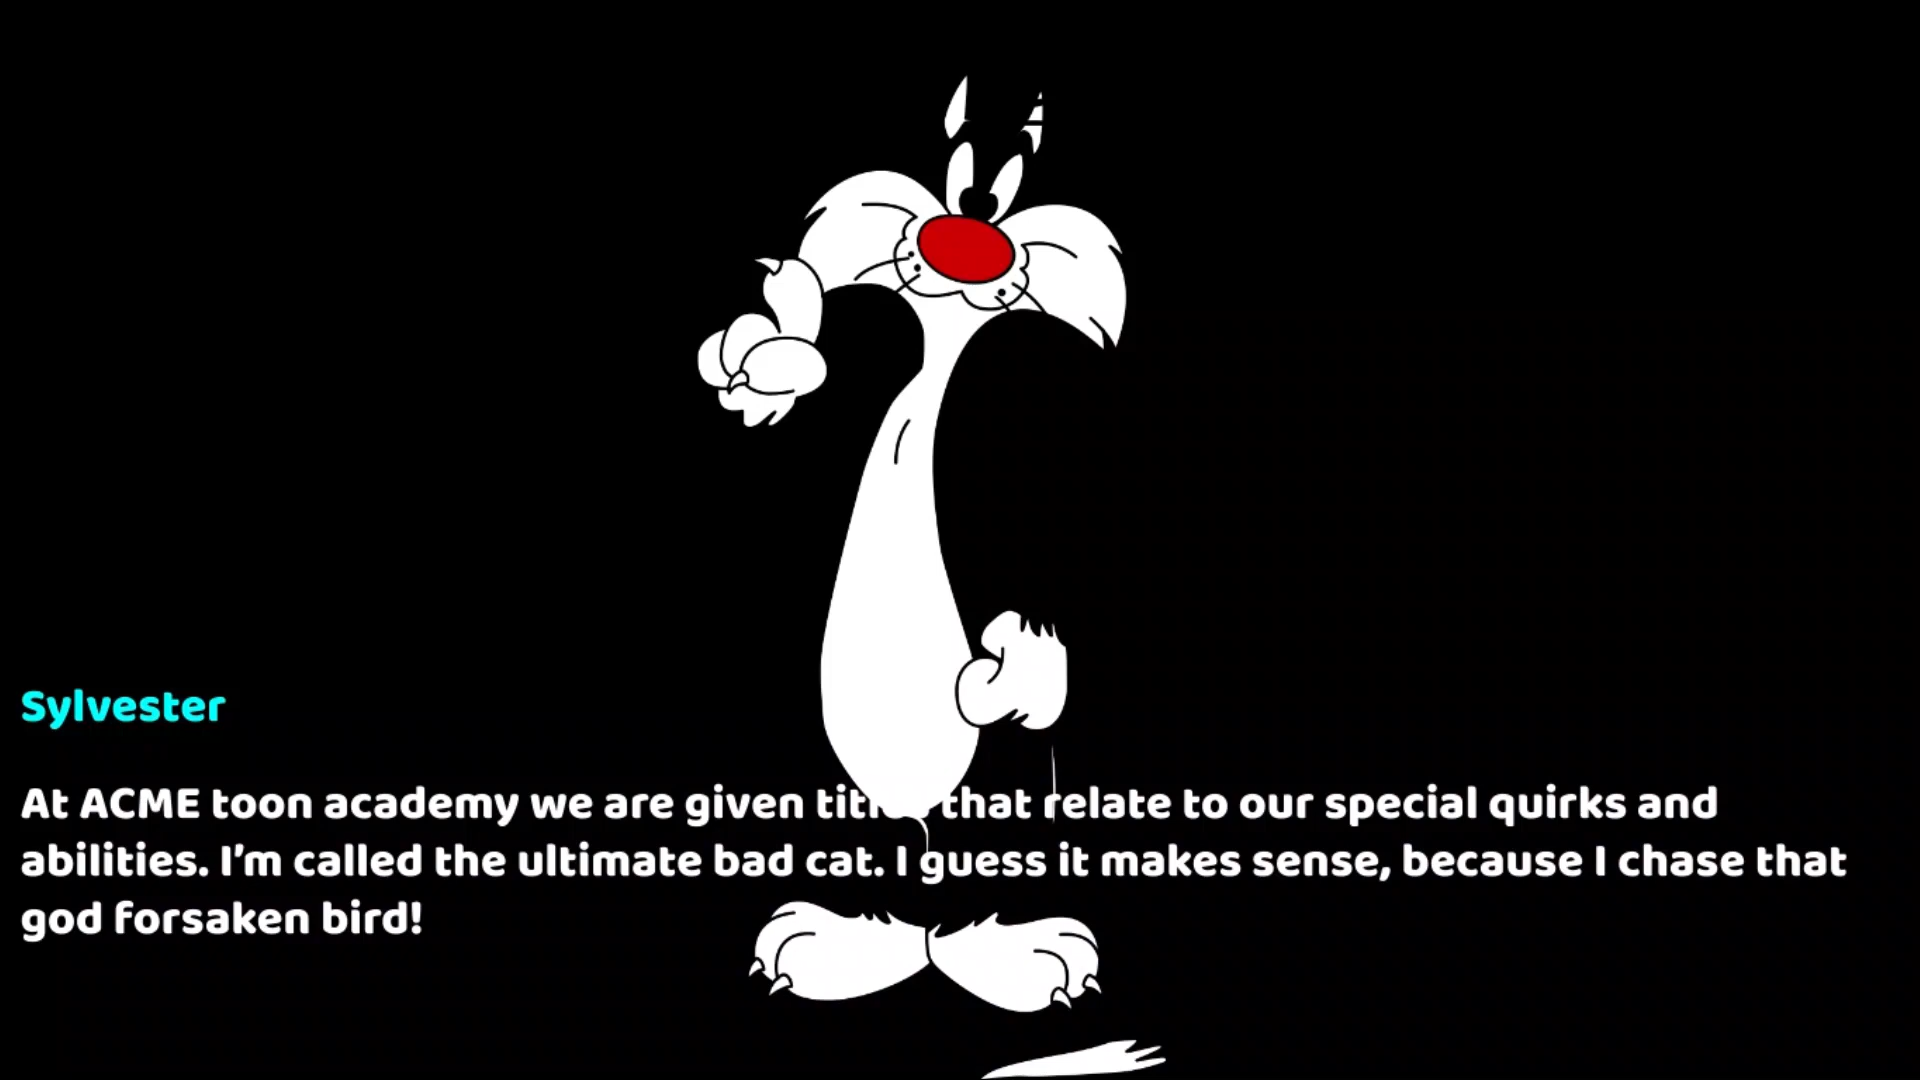 Sylvester
At ACME toon academy we are given titles that relate to our special quirks and
abilities. I'm called the ultimate bad cat. I guess it makes sense, because I chase that
god forsaken bird!